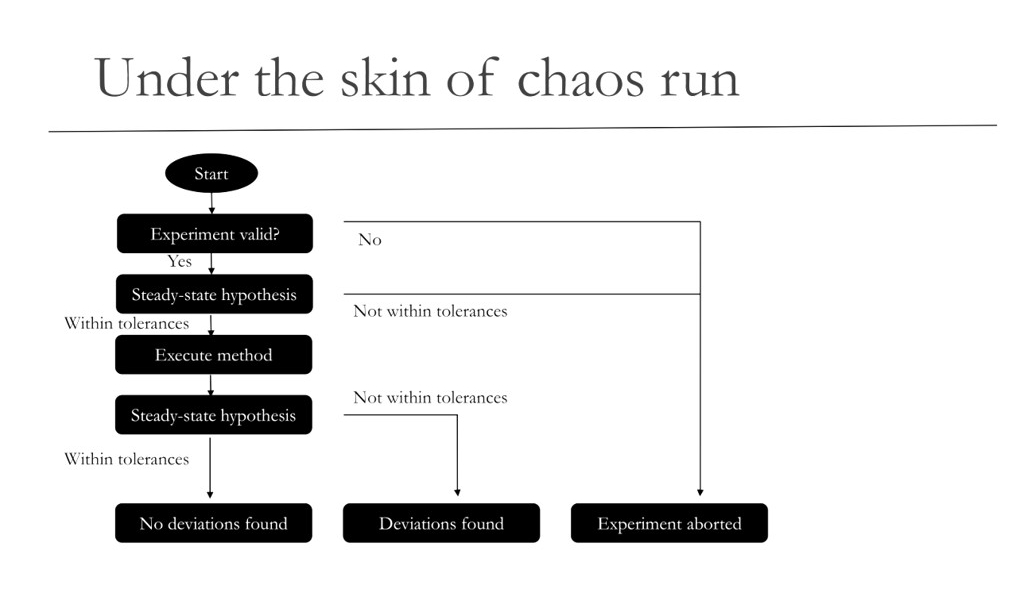 Under the skin of chaos run
Start
Experiment valid?
No
Yes
Steady-state hypothesis
Not within tolerances
Within tolerances
Execute method
Not within tolerances
Steady-state hypothesis
Within tolerances
No deviations found
Deviations found
Experiment aborted